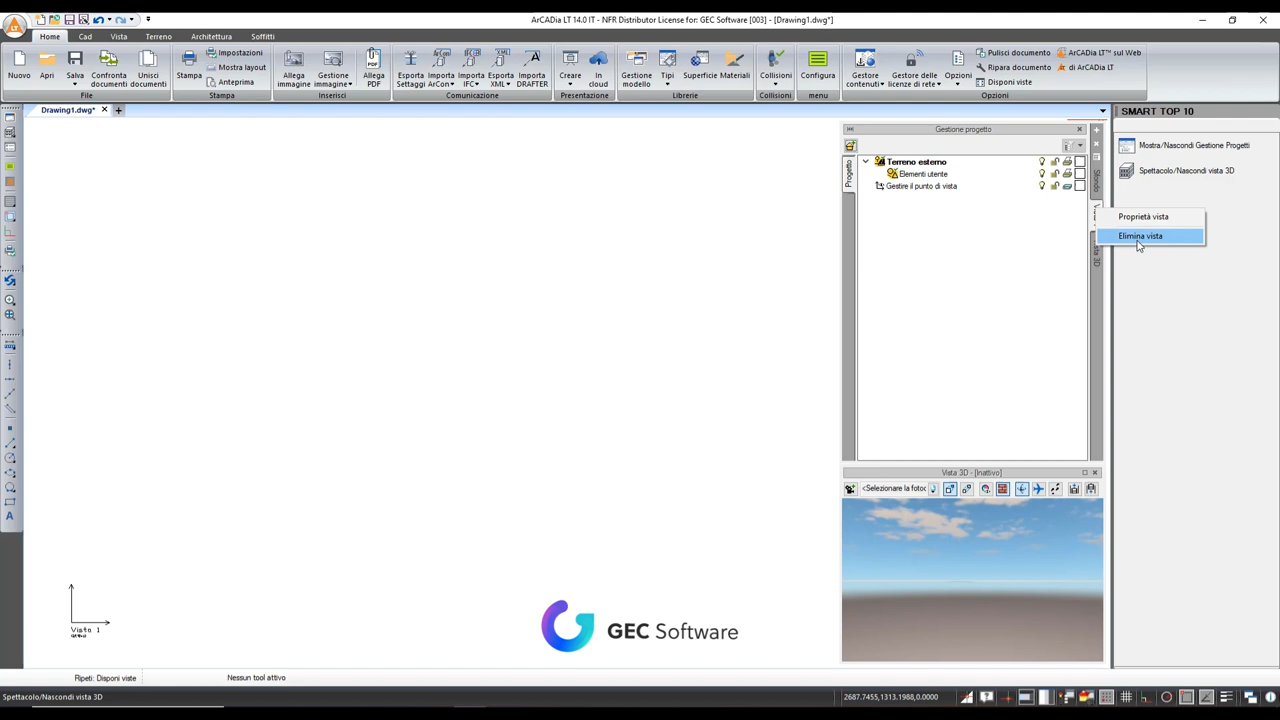 ArCADia LT 14.0 IT - NFR Distributor License for: GEC Software [003] - [Drawing1.dwg*]
Home Cad Vista Terreno Architettura Soffitti
Nuovo Apri Salva Confronta documenti Unisci documenti
File
Stampa Impostazioni Mostra layout Anteprima
Stampa
Allega immagine Gestione immagine Allega PDF
Inserisci
Esporta Settaggi Importa ArCon Importa IFC Esporta XML Importa DRAFTER
Comunicazione
Creare In cloud
Presentazione
Gestione modello Tipi Superficie Materiali
Librerie
Collisioni
Collisioni
Configura
menu
Gestore contenuti Gestore delle licenze di rete Opzioni Pulisci documento Ripara documento Disponi viste ArCADia LT™ sul Web di ArCADia LT
Opzioni
Drawing1.dwg*
SMART TOP 10
Mostra/Nascondi Gestione Progetti
Spettacolo/Nascondi vista 3D
Gestione progetto
Progetto
Terreno esterno
Elementi utente
Gestire il punto di vista
Sfondo
Proprietà vista
Elimina vista
Vista 3D - [Inattivo]
<Selezionare la fotoc
Vista 1
GEC Software
PDF
A
Ripeti: Disponi viste
Nessun tool attivo
Spettacolo/Nascondi vista 3D
2687.7455,1313.1988,0.0000